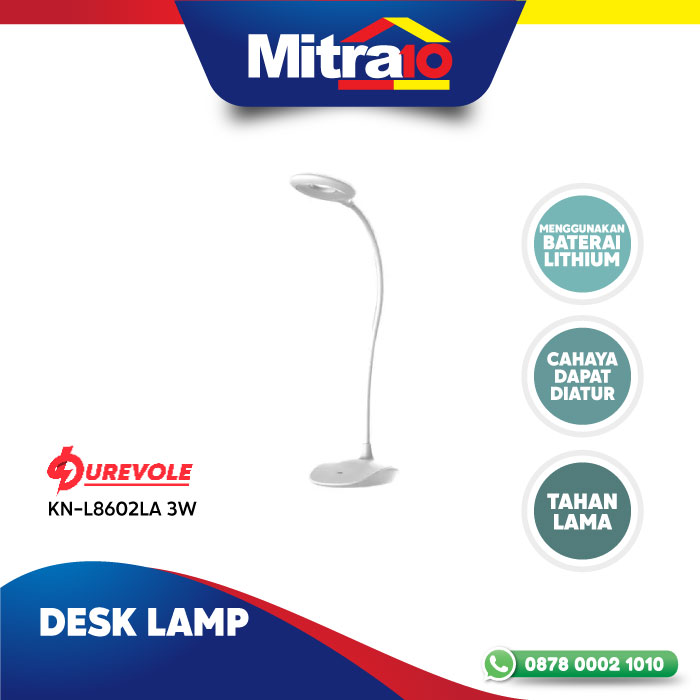 Mitra10
MENGGUNAKAN
BATERAI
LITHIUM
CAHAYA
DAPAT
DIATUR
DUREVOLE
KN-L8602LA 3W
TAHAN
LAMA
DESK LAMP
0878 0002 1010